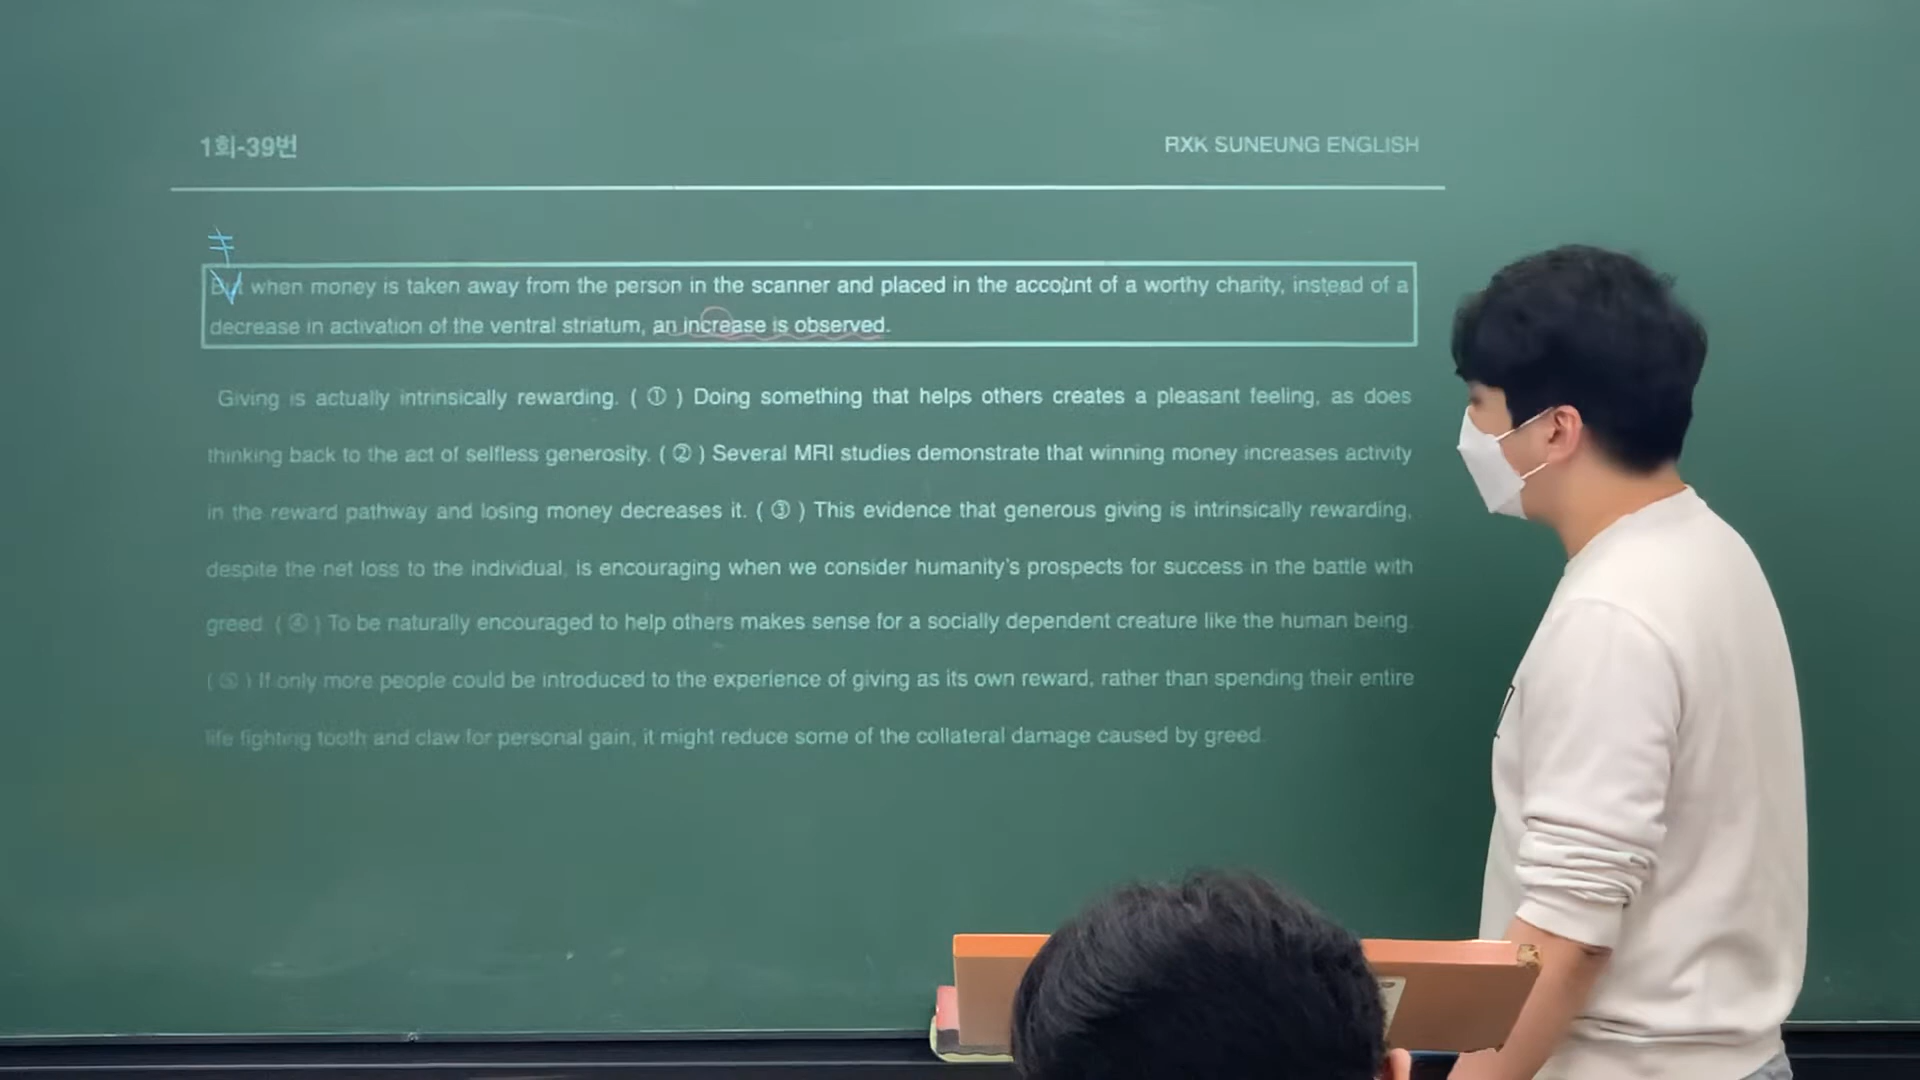 1회-39번
RXK SUNEUNG ENGLISH
But when money is taken away from the person in the scanner and placed in the account of a worthy charity, instead of a
decrease in activation of the ventral striatum, an increase is observed.
Giving is actually intrinsically rewarding. ( ① ) Doing something that helps others creates a pleasant feeling, as does
thinking back to the act of selfless generosity. ( ② ) Several MRI studies demonstrate that winning money increases activity
in the reward pathway and losing money decreases it. ( ③ ) This evidence that generous giving is intrinsically rewarding,
despite the net loss to the individual, is encouraging when we consider humanity's prospects for success in the battle with
greed. ( ④ ) To be naturally encouraged to help others makes sense for a socially dependent creature like the human being.
( ⑤ ) If only more people could be introduced to the experience of giving as its own reward, rather than spending their entire
life fighting tooth and claw for personal gain, it might reduce some of the collateral damage caused by greed.